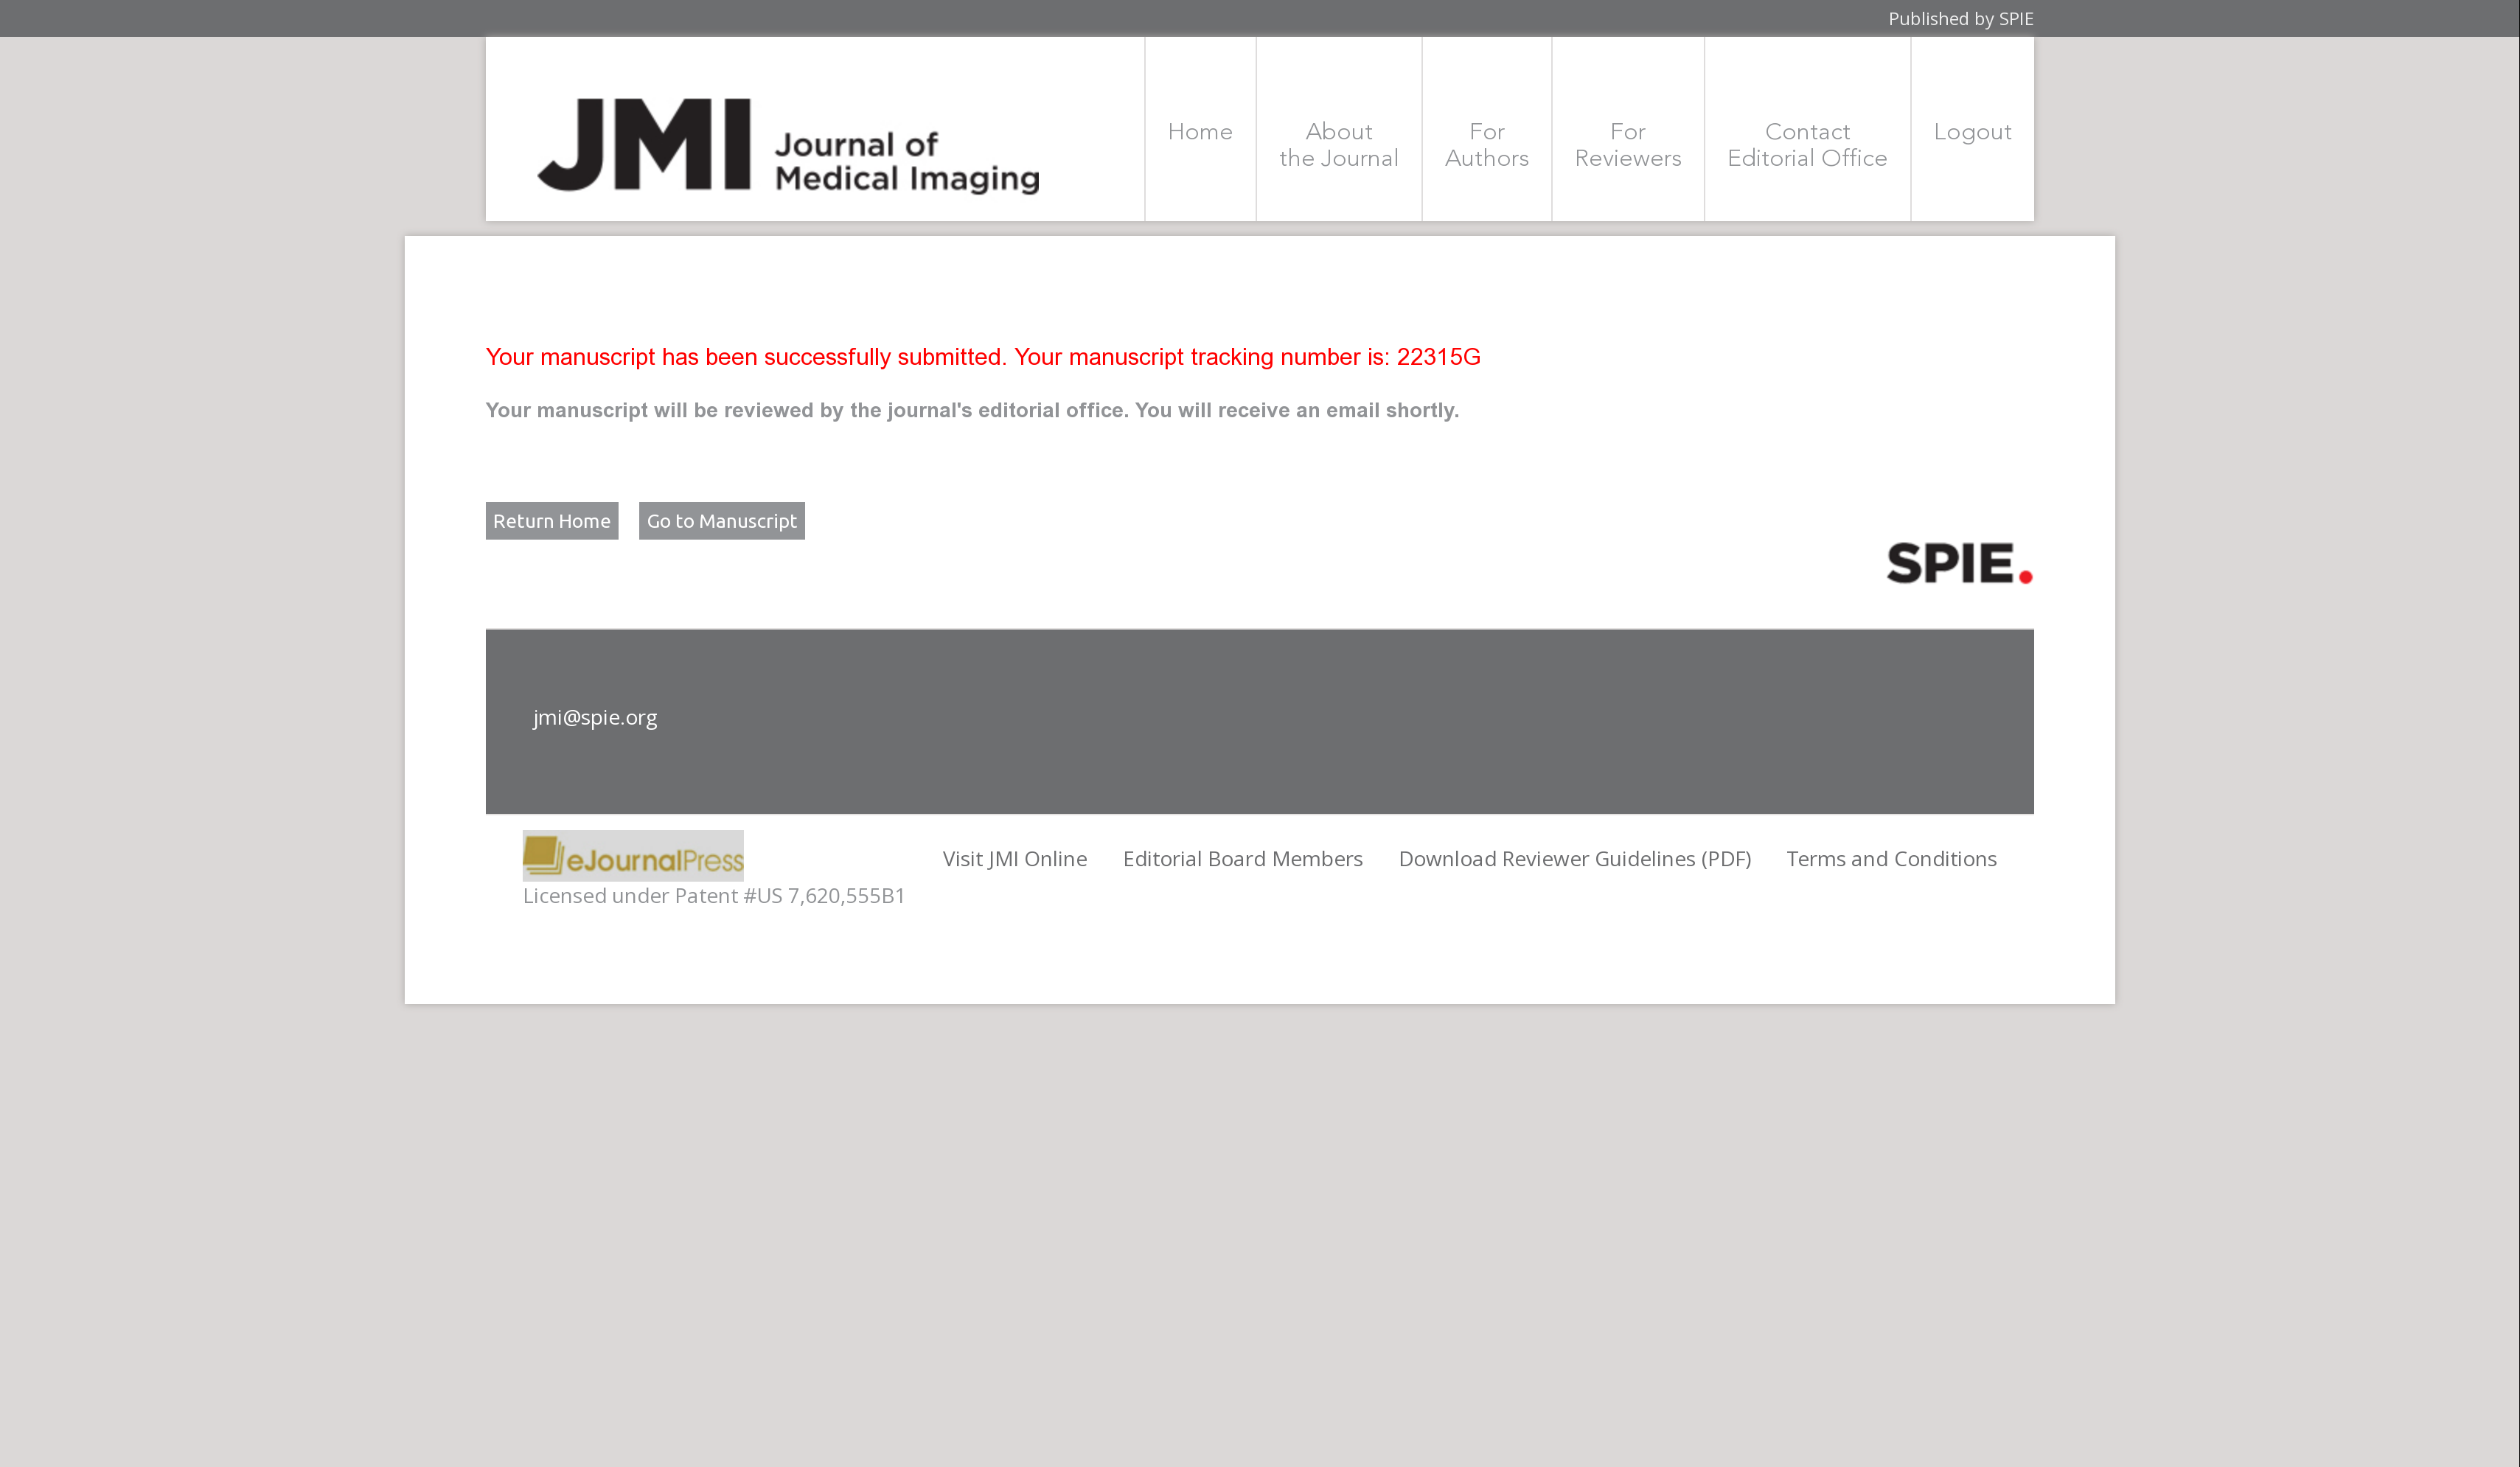 Published by SPIE
JMI Journal of
Medical Imaging
Home
About
the Journal
For
Authors
For
Reviewers
Contact
Editorial Office
Logout
Your manuscript has been successfully submitted. Your manuscript tracking number is: 22315G
Your manuscript will be reviewed by the journal's editorial office. You will receive an email shortly.
Return Home
Go to Manuscript
SPIE.
jmi@spie.org
eJournalPress
Licensed under Patent #US 7,620,555B1
Visit JMI Online
Editorial Board Members
Download Reviewer Guidelines (PDF)
Terms and Conditions